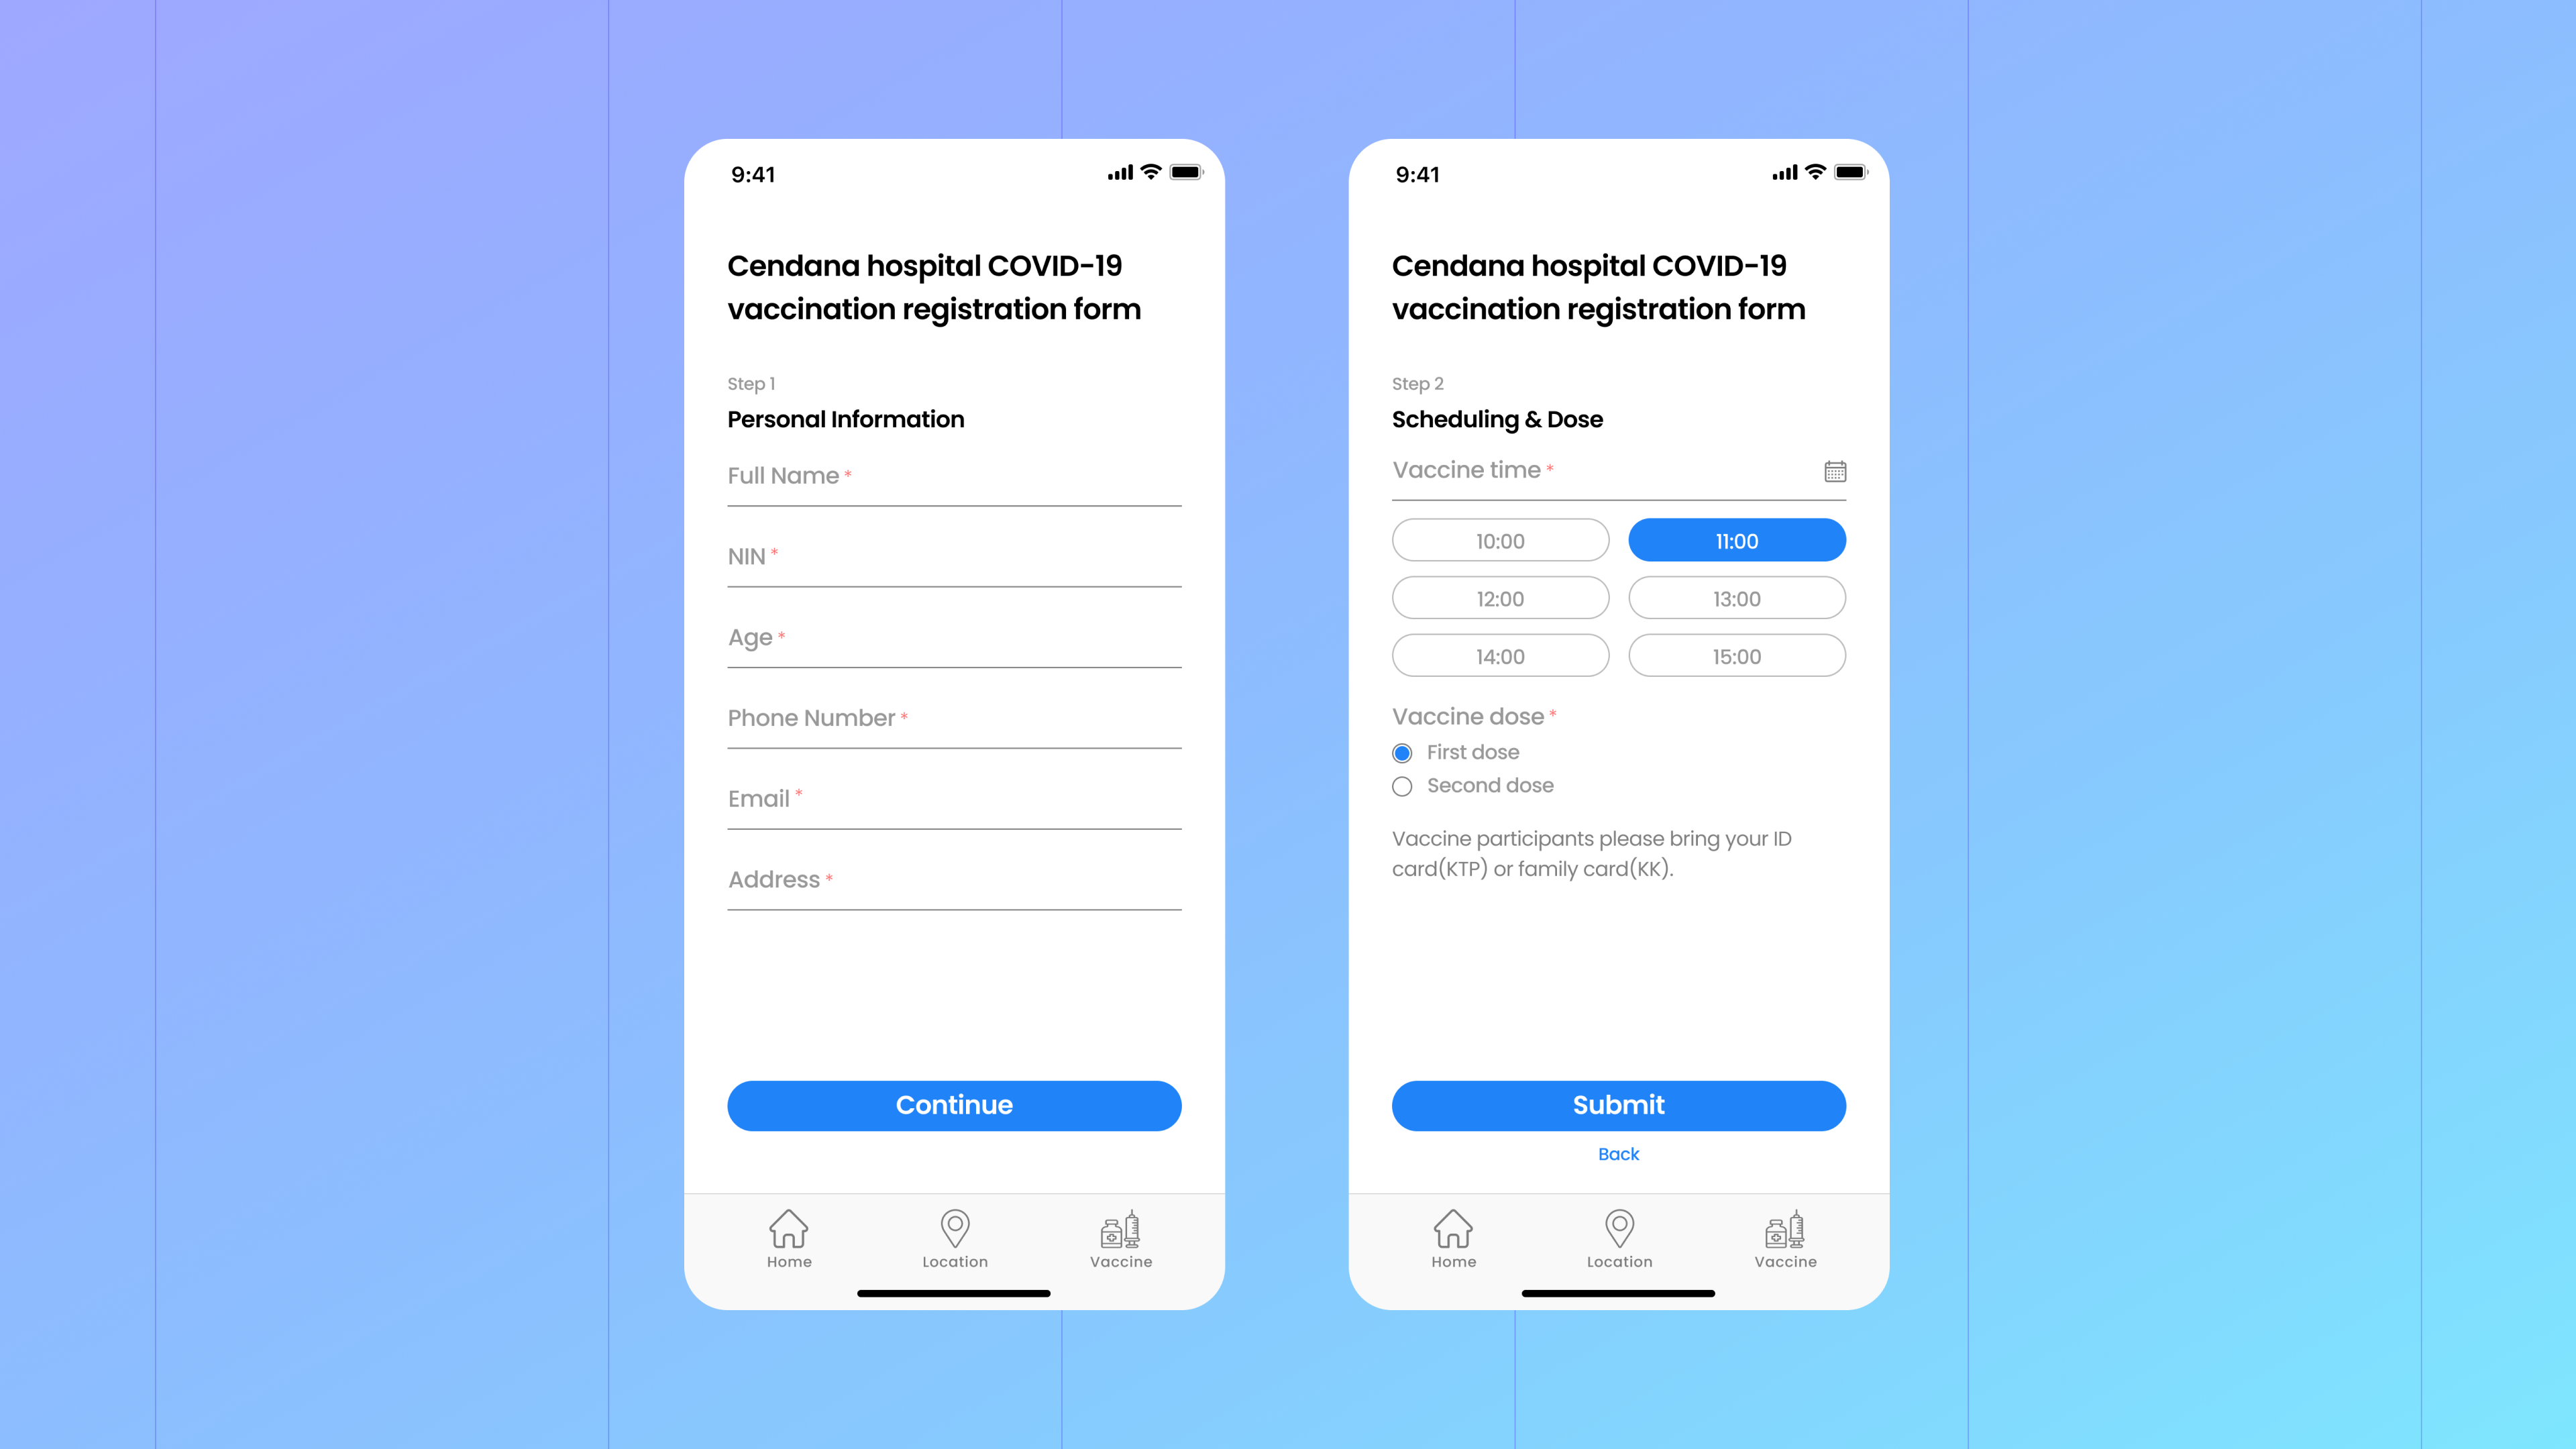 9:41
Cendana hospital COVID-19
vaccination registration form
Step 1
Personal Information
Full Name *
NIN *
Age *
Phone Number *
Email *
Address *
Continue
Home
Location
Vaccine
9:41
Cendana hospital COVID-19
vaccination registration form
Step 2
Scheduling & Dose
Vaccine time *
10:00
11:00
12:00
13:00
14:00
15:00
Vaccine dose *
First dose
Second dose
Vaccine participants please bring your ID
card(KTP) or family card(KK).
Submit
Back
Home
Location
Vaccine